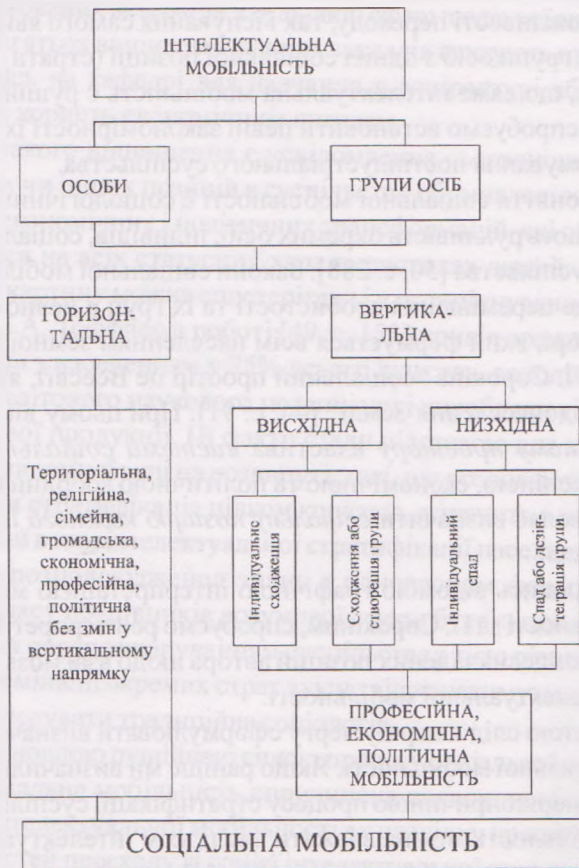 ІНТЕЛЕКТУАЛЬНА
МОБІЛЬНІСТЬ
ОСОБИ
ГРУПИ ОСІБ
ГОРИЗОН-
ТАЛЬНА
ВЕРТИКА-
ЛЬНА
ВИСХІДНА
НИЗХІДНА
Територіальна,
релігійна,
сімейна,
громадська,
економічна,
професійна,
політична
без змін у
вертикальному
напрямку
Індивідуальне
сходження
Сходження або
створення групи
Індивідуальний
спад
Спад або дезін-
теграція групи
ПРОФЕСІЙНА,
ЕКОНОМІЧНА,
ПОЛІТИЧНА
МОБІЛЬНІСТЬ
СОЦІАЛЬНА МОБІЛЬНІСТЬ